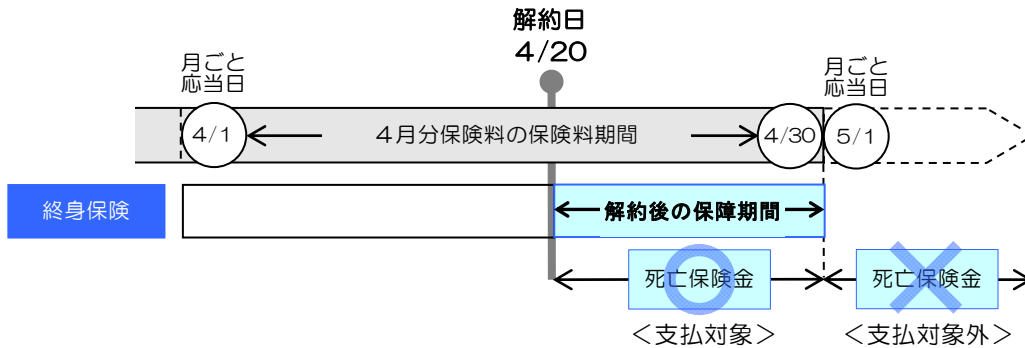 解約日
4/20
月ごと
応当日
月ごと
応当日
4/1
4月分保険料の保険料期間
4/30
5/1
終身保険
解約後の保障期間
死亡保険金
死亡保険金
＜支払対象＞
＜支払対象外＞